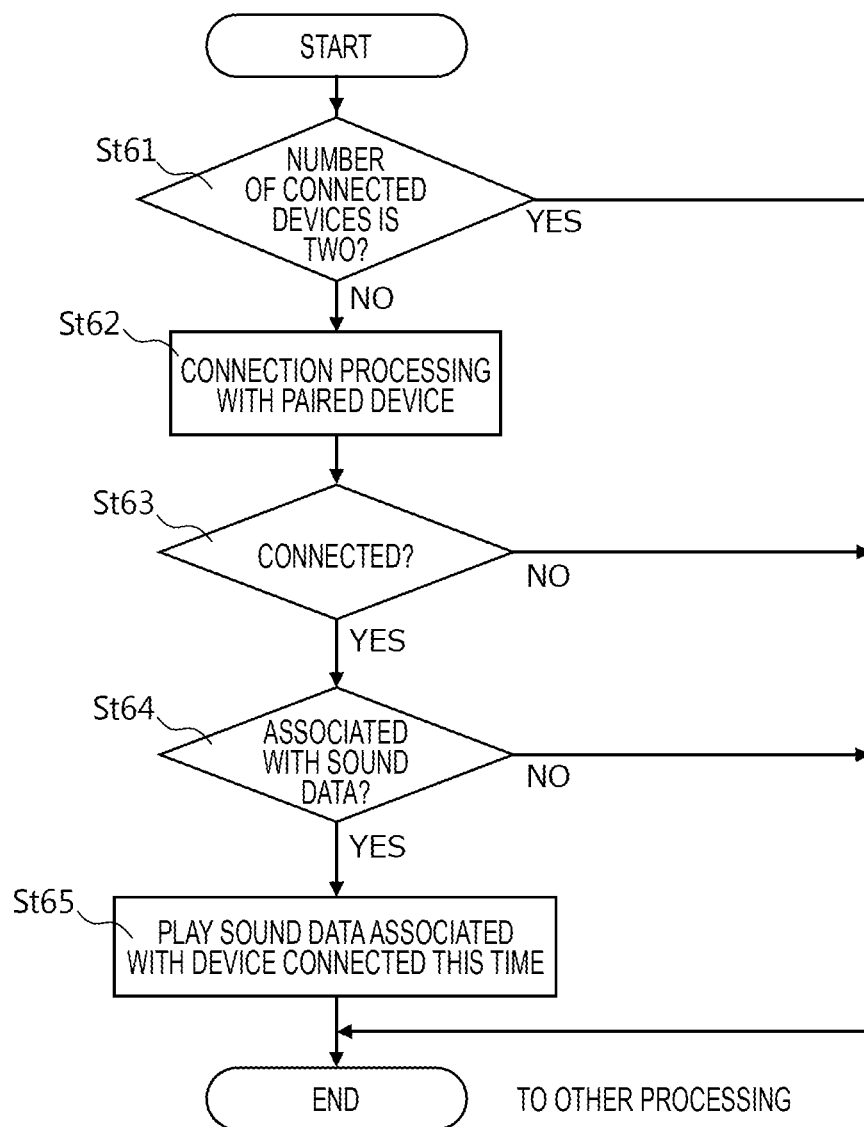 START
St61
NUMBER
OF CONNECTED
DEVICES IS
TWO?
YES
NO
St62
CONNECTION PROCESSING
WITH PAIRED DEVICE
St63
CONNECTED?
NO
YES
St64
ASSOCIATED
WITH SOUND
DATA?
NO
YES
St65
PLAY SOUND DATA ASSOCIATED
WITH DEVICE CONNECTED THIS TIME
END
TO OTHER PROCESSING